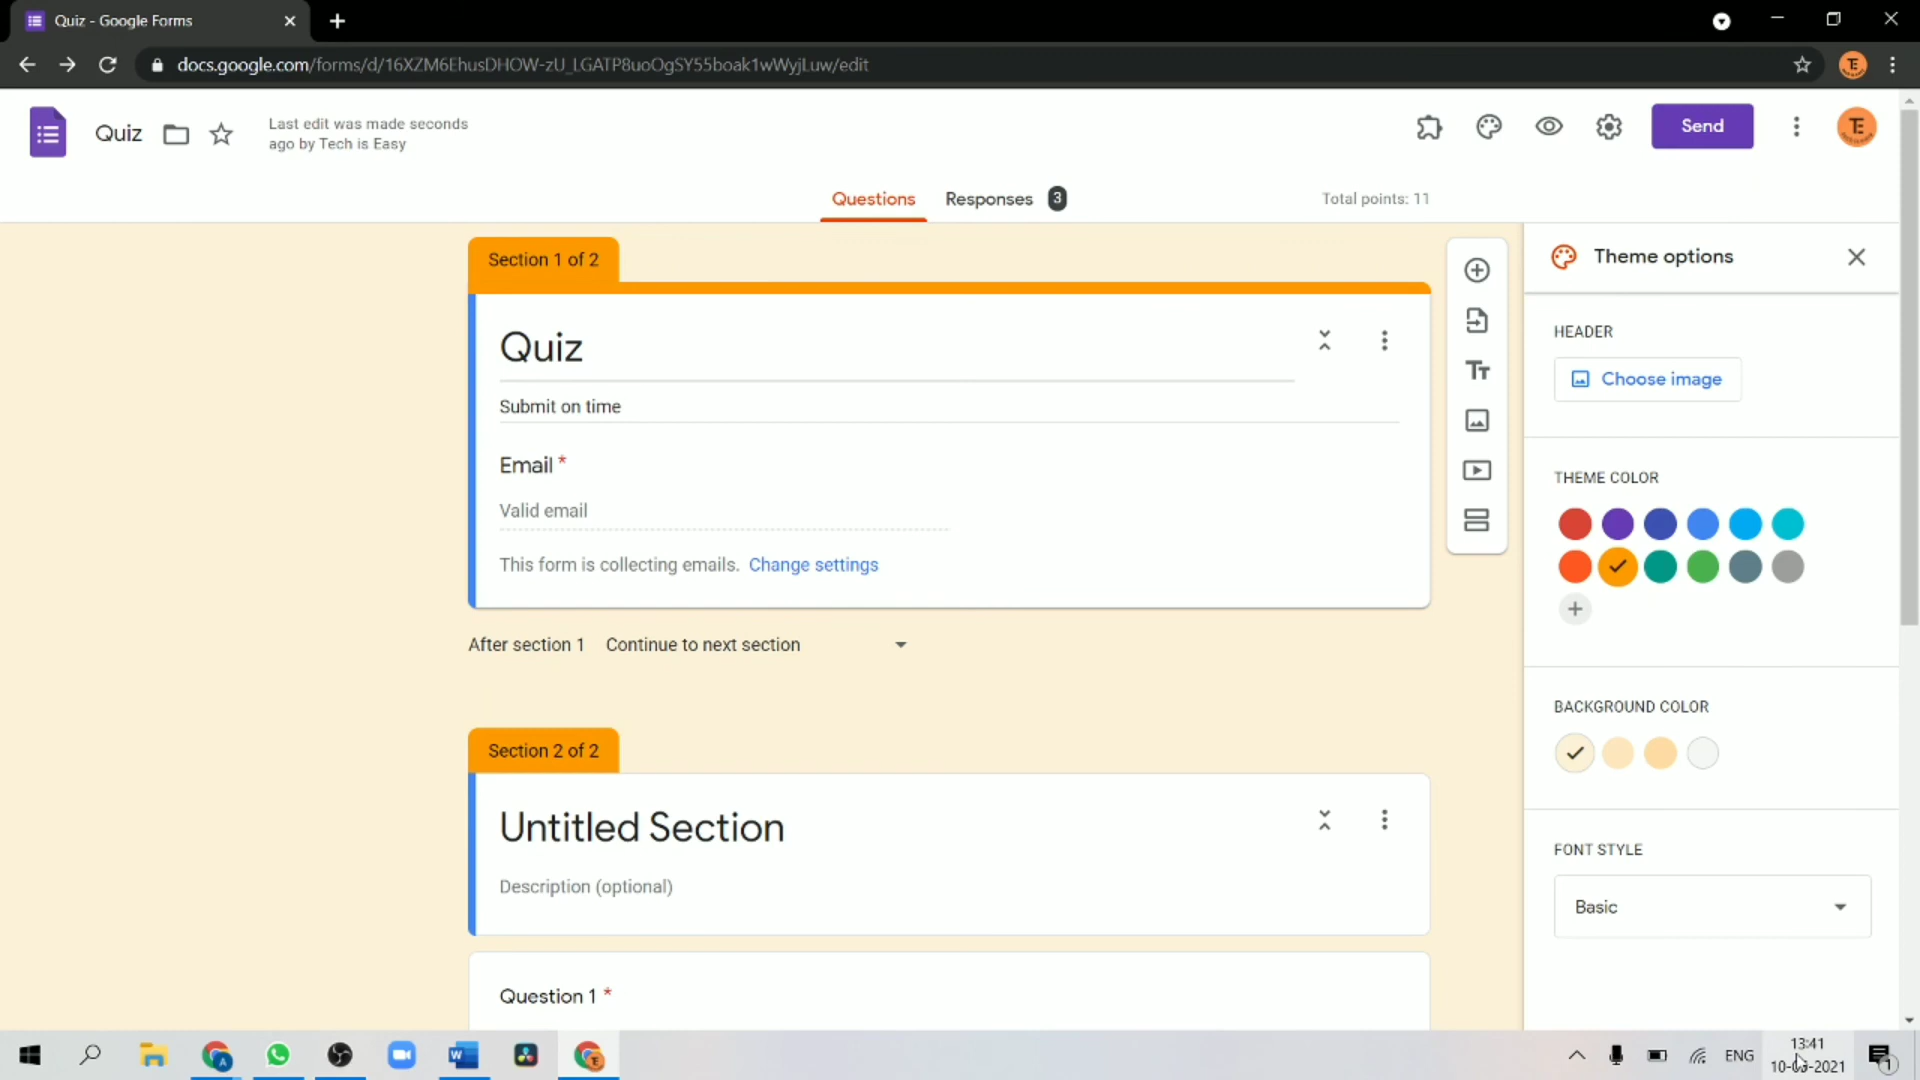 Quiz - Google Forms
docs.google.com/forms/d/16XZM6EhusDHOW-zU_LGATP8uoOgSY55boak1wWyjLuw/edit
Quiz
Last edit was made seconds
ago by Tech is Easy
Send
TE
Questions
Responses 3
Total points: 11
Section 1 of 2
Quiz
Submit on time
Email *
Valid email
This form is collecting emails. Change settings
After section 1 Continue to next section
Section 2 of 2
Untitled Section
Description (optional)
Question 1 *
Tт
Theme options
HEADER
Choose image
THEME COLOR
BACKGROUND COLOR
FONT STYLE
Basic
ENG
13:41
1